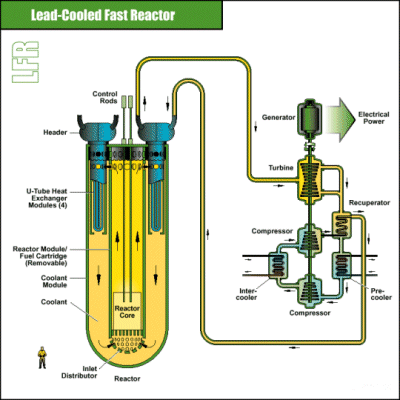 Lead-Cooled Fast Reactor
LFR
Control
Rods
Header
U-Tube Heat
Exchanger
Modules (4)
Reactor Module/
Fuel Cartridge
(Removable)
Coolant
Module
Coolant
Reactor
Core
Inlet
Distributor
Reactor
Generator
Electrical
Power
Turbine
Recuperator
Compressor
Inter-
cooler
Pre-
cooler
Compressor